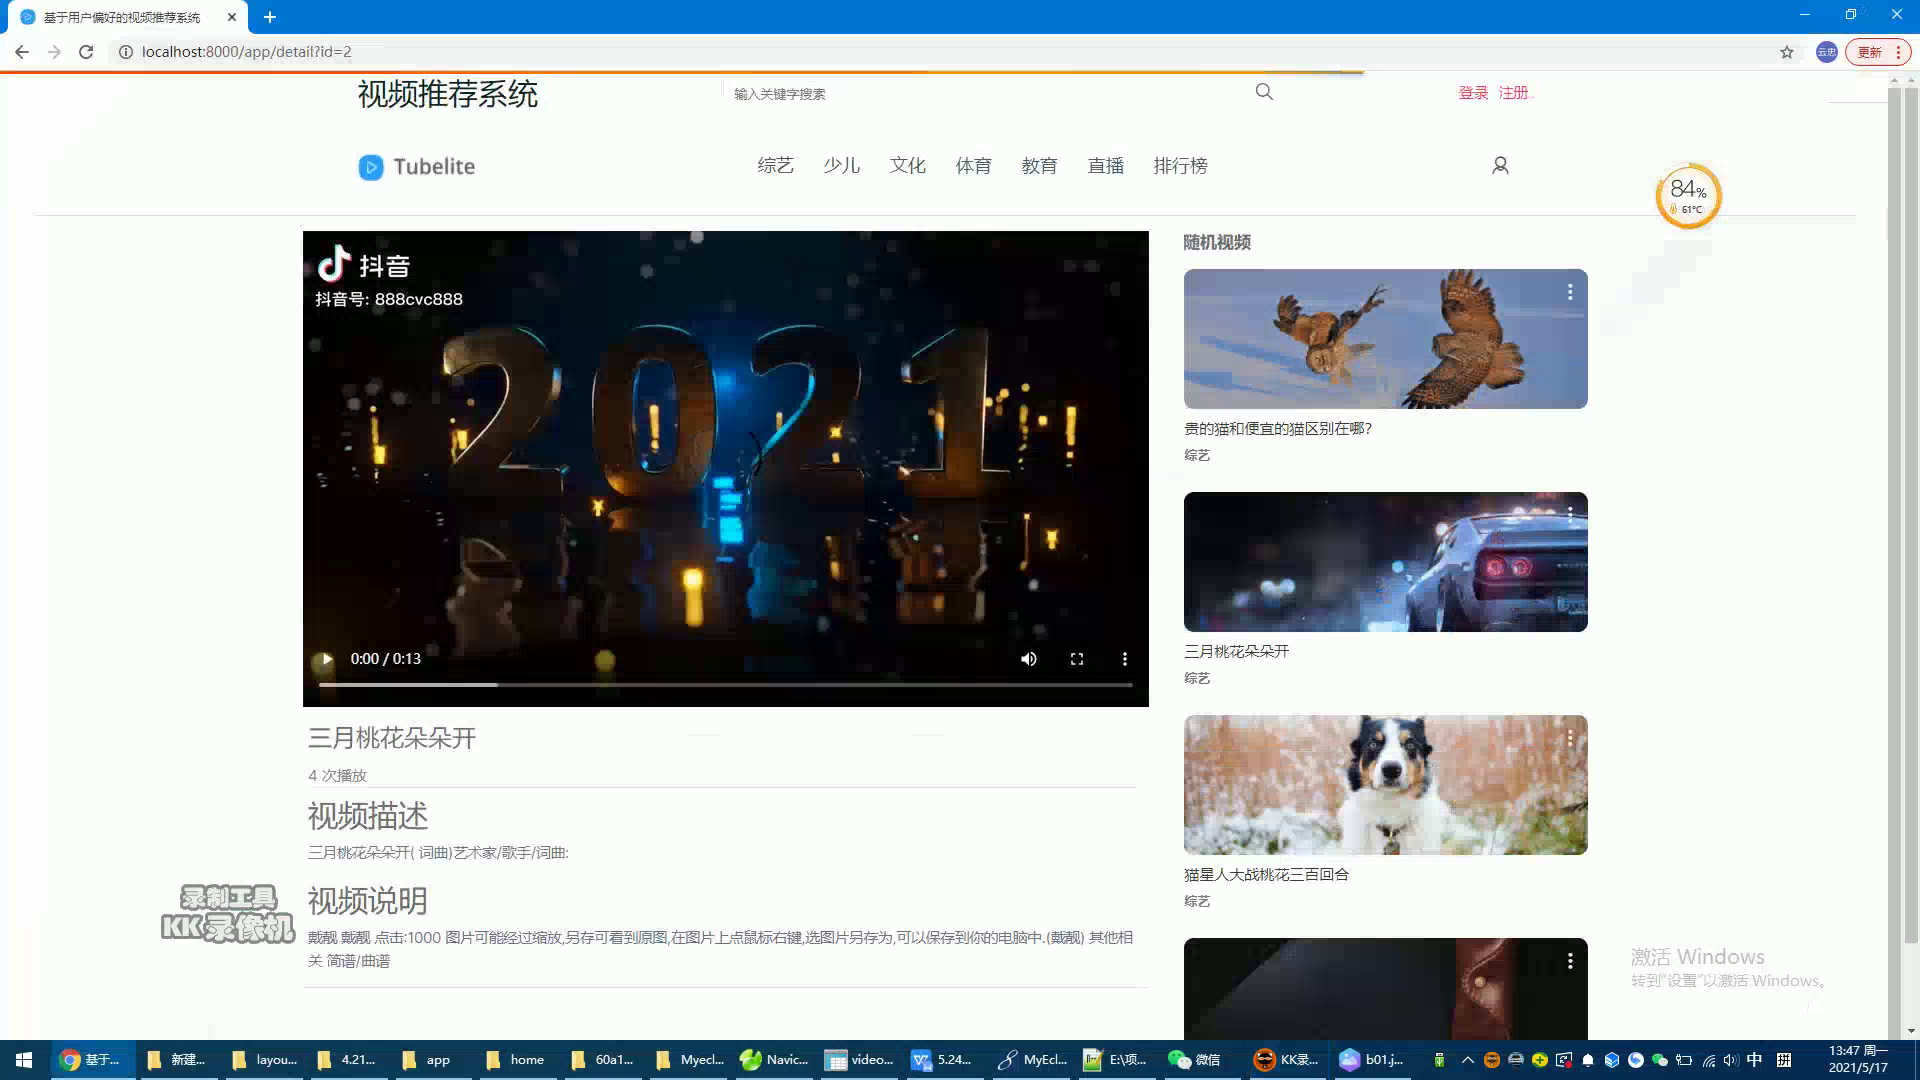 基于用户偏好的视频推荐系统
localhost:8000/app/detail?id=2
云忠
更新
视频推荐系统
输入关键字搜索
登录 注册
Tubelite
综艺 少儿 文化 体育 教育 直播 排行榜
84%
61°C
抖音
抖音号: 888cvc888
2021
0:00 / 0:13
随机视频
贵的猫和便宜的猫区别在哪?
综艺
三月桃花朵朵开
综艺
猫星人大战桃花三百回合
综艺
三月桃花朵朵开
4 次播放
视频描述
三月桃花朵朵开( 词曲)艺术家/歌手/词曲:
视频说明
戴靓 戴靓 点击:1000 图片可能经过缩放,另存可看到原图,在图片上点鼠标右键,选图片另存为,可以保存到你的电脑中.(戴靓) 其他相
关 简谱/曲谱
录制工具
KK录像机
激活 Windows
转到"设置"以激活 Windows。
基于... 新建... layou... 4.21... app home 60a1... Myecl... Navic... video... 5.24... MyEcl... E:\项... 微信 KK录... b01.j... 中 拼
13:47 周一
2021/5/17